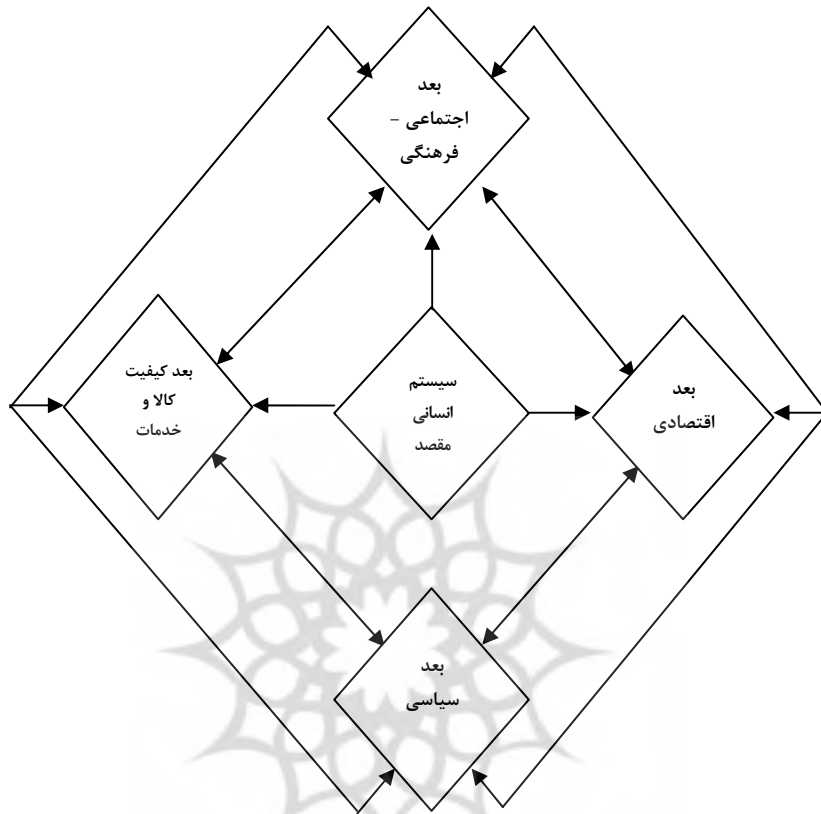 بعد
اجتماعی –
فرهنگی
بعد
اقتصادی
سیستم
انسانی
مقصد
بعد کیفیت
کالا و
خدمات
بعد
سیاسی